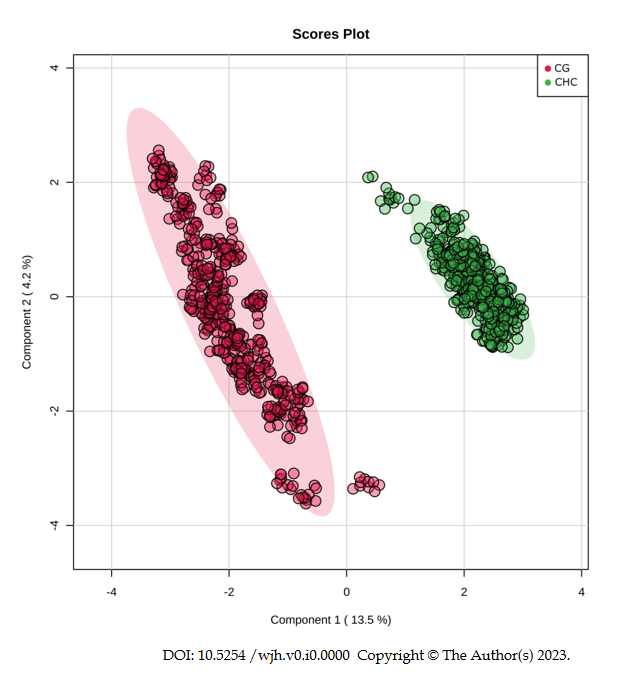 Scores Plot
CG
CHC
4
2
0
-2
-4
Component 2 ( 4.2 %)
-4 -2 0 2 4
Component 1 ( 13.5 %)
DOI: 10.5254 /wjh.v0.i0.0000 Copyright © The Author(s) 2023.